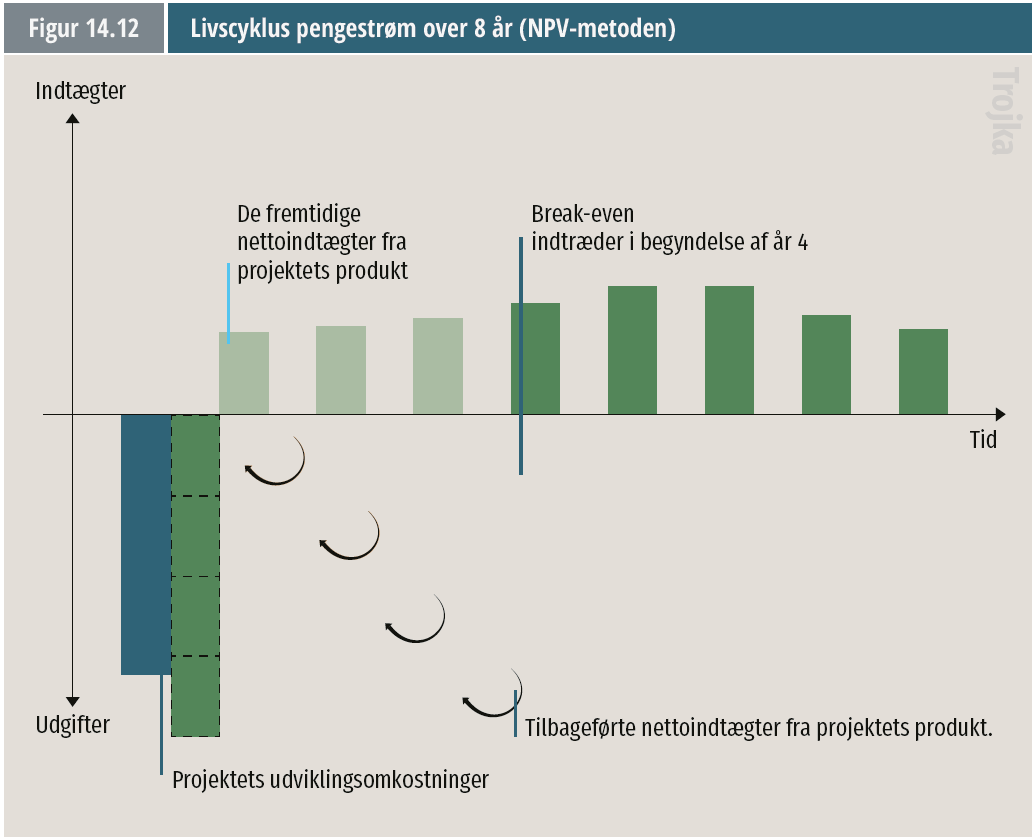 Figur 14.12
Livscyklus pengestrøm over 8 år (NPV-metoden)
Trojka
Indtægter
De fremtidige
nettoindtægter fra
projektets produkt
Break-even
indtræder i begyndelse af år 4
Tid
Udgifter
Tilbageførte nettoindtægter fra projektets produkt.
Projektets udviklingsomkostninger